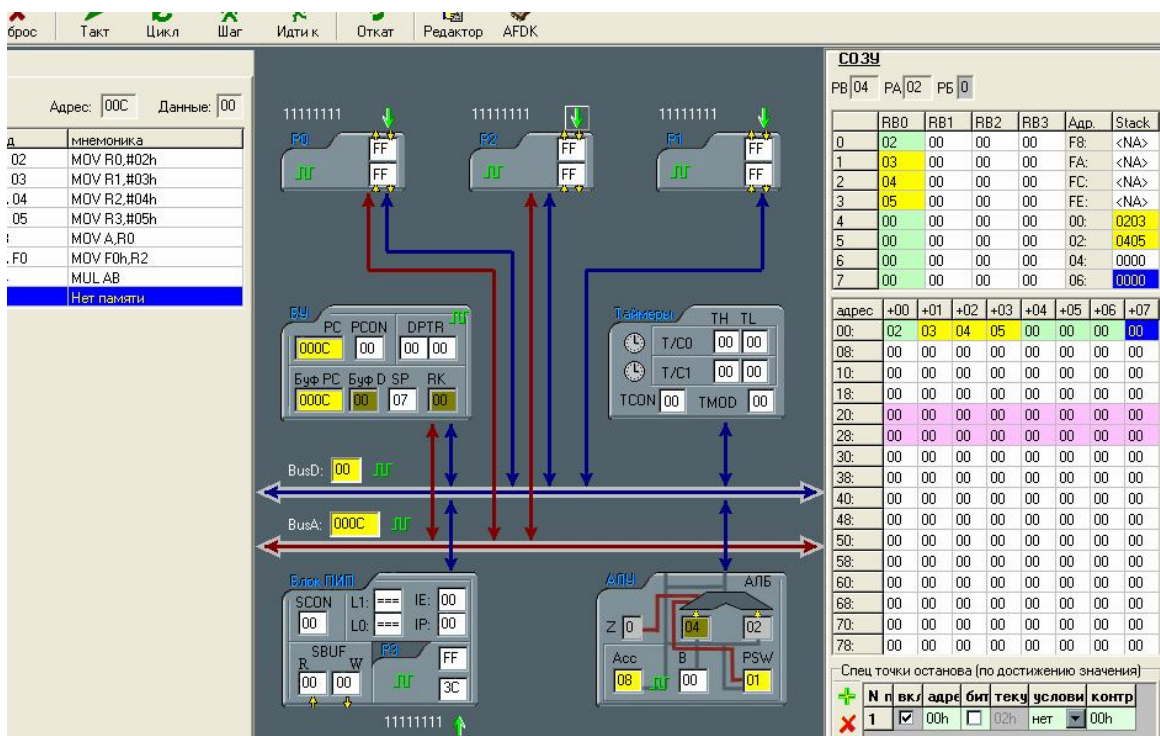 брос Такт Цикл Шаг Идти к Откат Редактор AFDK
Адрес: 00C Данные: 00
д мнемоника
02 MOV R0,#02h
03 MOV R1,#03h
04 MOV R2,#04h
05 MOV R3,#05h
MOV A,R0
F0 MOV F0h,R2
MUL AB
Нет памяти
11111111 11111111 11111111
P0 P2 P1
FF FF FF
FF FF FF
БУ
PC PCON DPTR
000C 00 00 00
Буф PC Буф D SP RK
000C 00 07 00
Таймеры TH TL
T/C0 00 00
T/C1 00 00
TCON 00 TMOD 00
BusD: 00
BusA: 000C
Блок ПИП
SCON L1: === IE: 00
00 L0: === IP: 00
SBUF P3
R W FF
00 00 3C
11111111
АЛУ АЛБ
Z 0 04 02
Acc B PSW
08 00 01
СОЗУ
РВ 04 РА 02 РБ 0
RB0 RB1 RB2 RB3 Адр. Stack
0 02 00 00 00 F8: <NA>
1 03 00 00 00 FA: <NA>
2 04 00 00 00 FC: <NA>
3 05 00 00 00 FE: <NA>
4 00 00 00 00 00: 0203
5 00 00 00 00 02: 0405
6 00 00 00 00 04: 0000
7 00 00 00 00 06: 0000
адрес +00 +01 +02 +03 +04 +05 +06 +07
00: 02 03 04 05 00 00 00 00
08: 00 00 00 00 00 00 00 00
10: 00 00 00 00 00 00 00 00
18: 00 00 00 00 00 00 00 00
20: 00 00 00 00 00 00 00 00
28: 00 00 00 00 00 00 00 00
30: 00 00 00 00 00 00 00 00
38: 00 00 00 00 00 00 00 00
40: 00 00 00 00 00 00 00 00
48: 00 00 00 00 00 00 00 00
50: 00 00 00 00 00 00 00 00
58: 00 00 00 00 00 00 00 00
60: 00 00 00 00 00 00 00 00
68: 00 00 00 00 00 00 00 00
70: 00 00 00 00 00 00 00 00
78: 00 00 00 00 00 00 00 00
Спец точки останова (по достижению значения)
N п вкл адре бит теку услови контр
1 00h 02h нет 00h